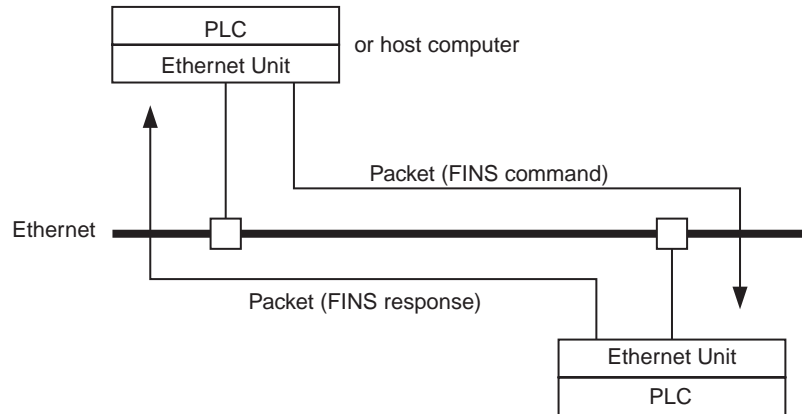 PLC
or host computer
Ethernet Unit
Packet (FINS command)
Ethernet
Packet (FINS response)
Ethernet Unit
PLC